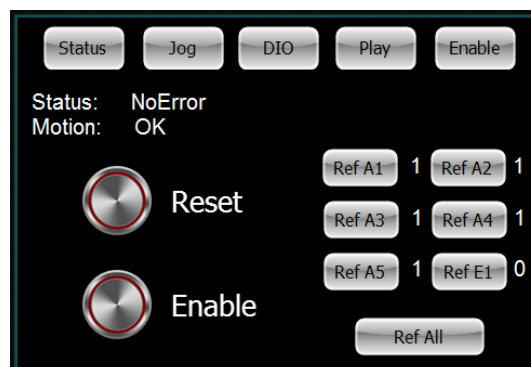 Status Jog DIO Play Enable
Status: NoError
Motion: OK
Ref A1 1 Ref A2 1
Reset
Ref A3 1 Ref A4 1
Ref A5 1 Ref E1 0
Enable
Ref All